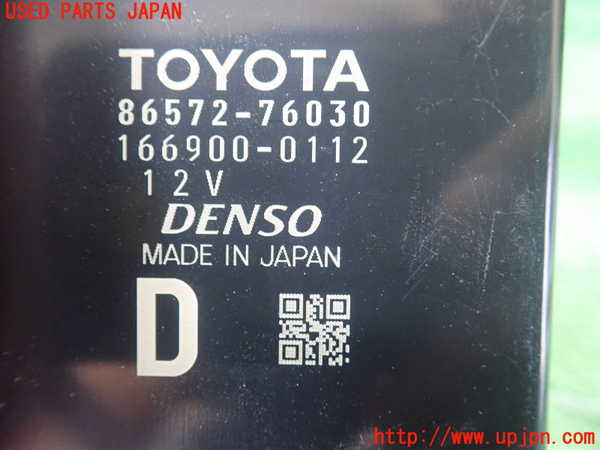 USED PARTS JAPAN
TOYOTA
86572-76030
166900-0112
12V
DENSO
MADE IN JAPAN
D
http://www.upjpn.com/